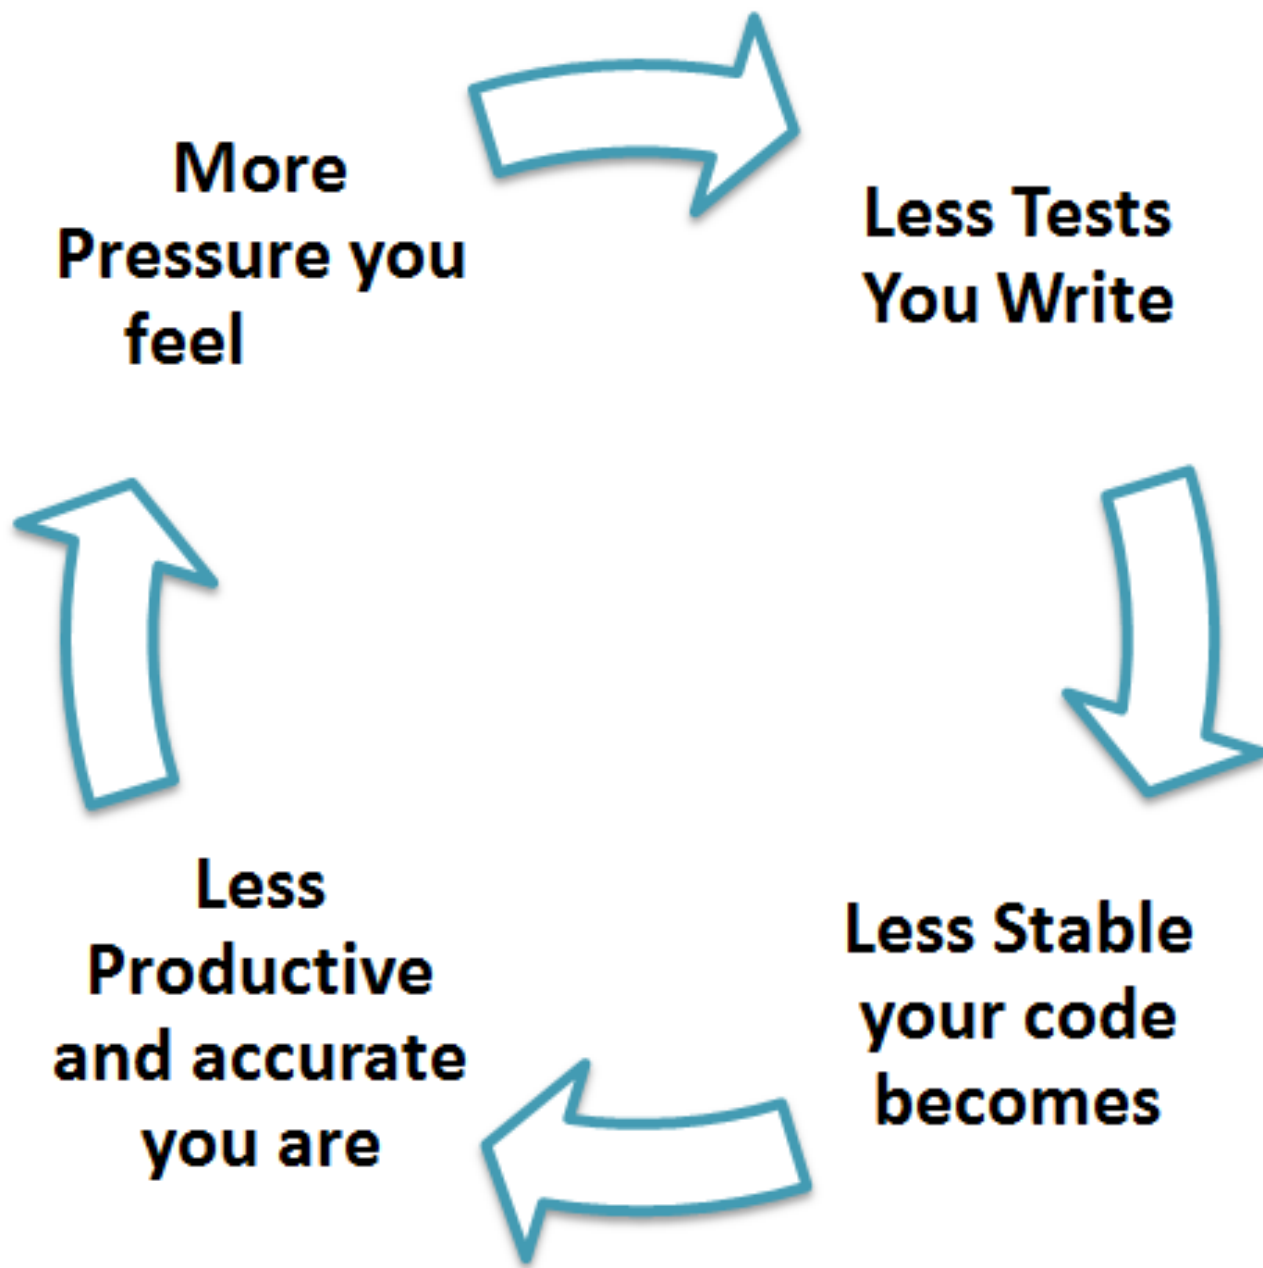 More
Pressure you
feel
Less Tests
You Write
Less Stable
your code
becomes
Less
Productive
and accurate
you are